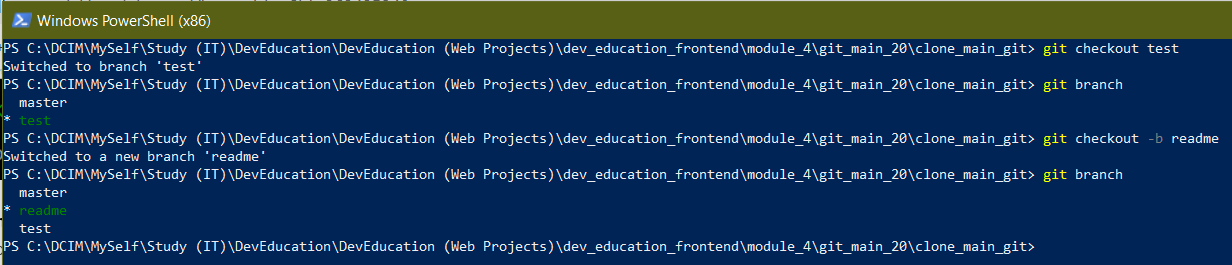 Windows PowerShell (x86)
PS C:\DCIM\MySelf\Study (IT)\DevEducation\DevEducation (Web Projects)\dev_education_frontend\module_4\git_main_20\clone_main_git> git checkout test
Switched to branch 'test'
PS C:\DCIM\MySelf\Study (IT)\DevEducation\DevEducation (Web Projects)\dev_education_frontend\module_4\git_main_20\clone_main_git> git branch
  master
* test
PS C:\DCIM\MySelf\Study (IT)\DevEducation\DevEducation (Web Projects)\dev_education_frontend\module_4\git_main_20\clone_main_git> git checkout -b readme
Switched to a new branch 'readme'
PS C:\DCIM\MySelf\Study (IT)\DevEducation\DevEducation (Web Projects)\dev_education_frontend\module_4\git_main_20\clone_main_git> git branch
  master
* readme
  test
PS C:\DCIM\MySelf\Study (IT)\DevEducation\DevEducation (Web Projects)\dev_education_frontend\module_4\git_main_20\clone_main_git>